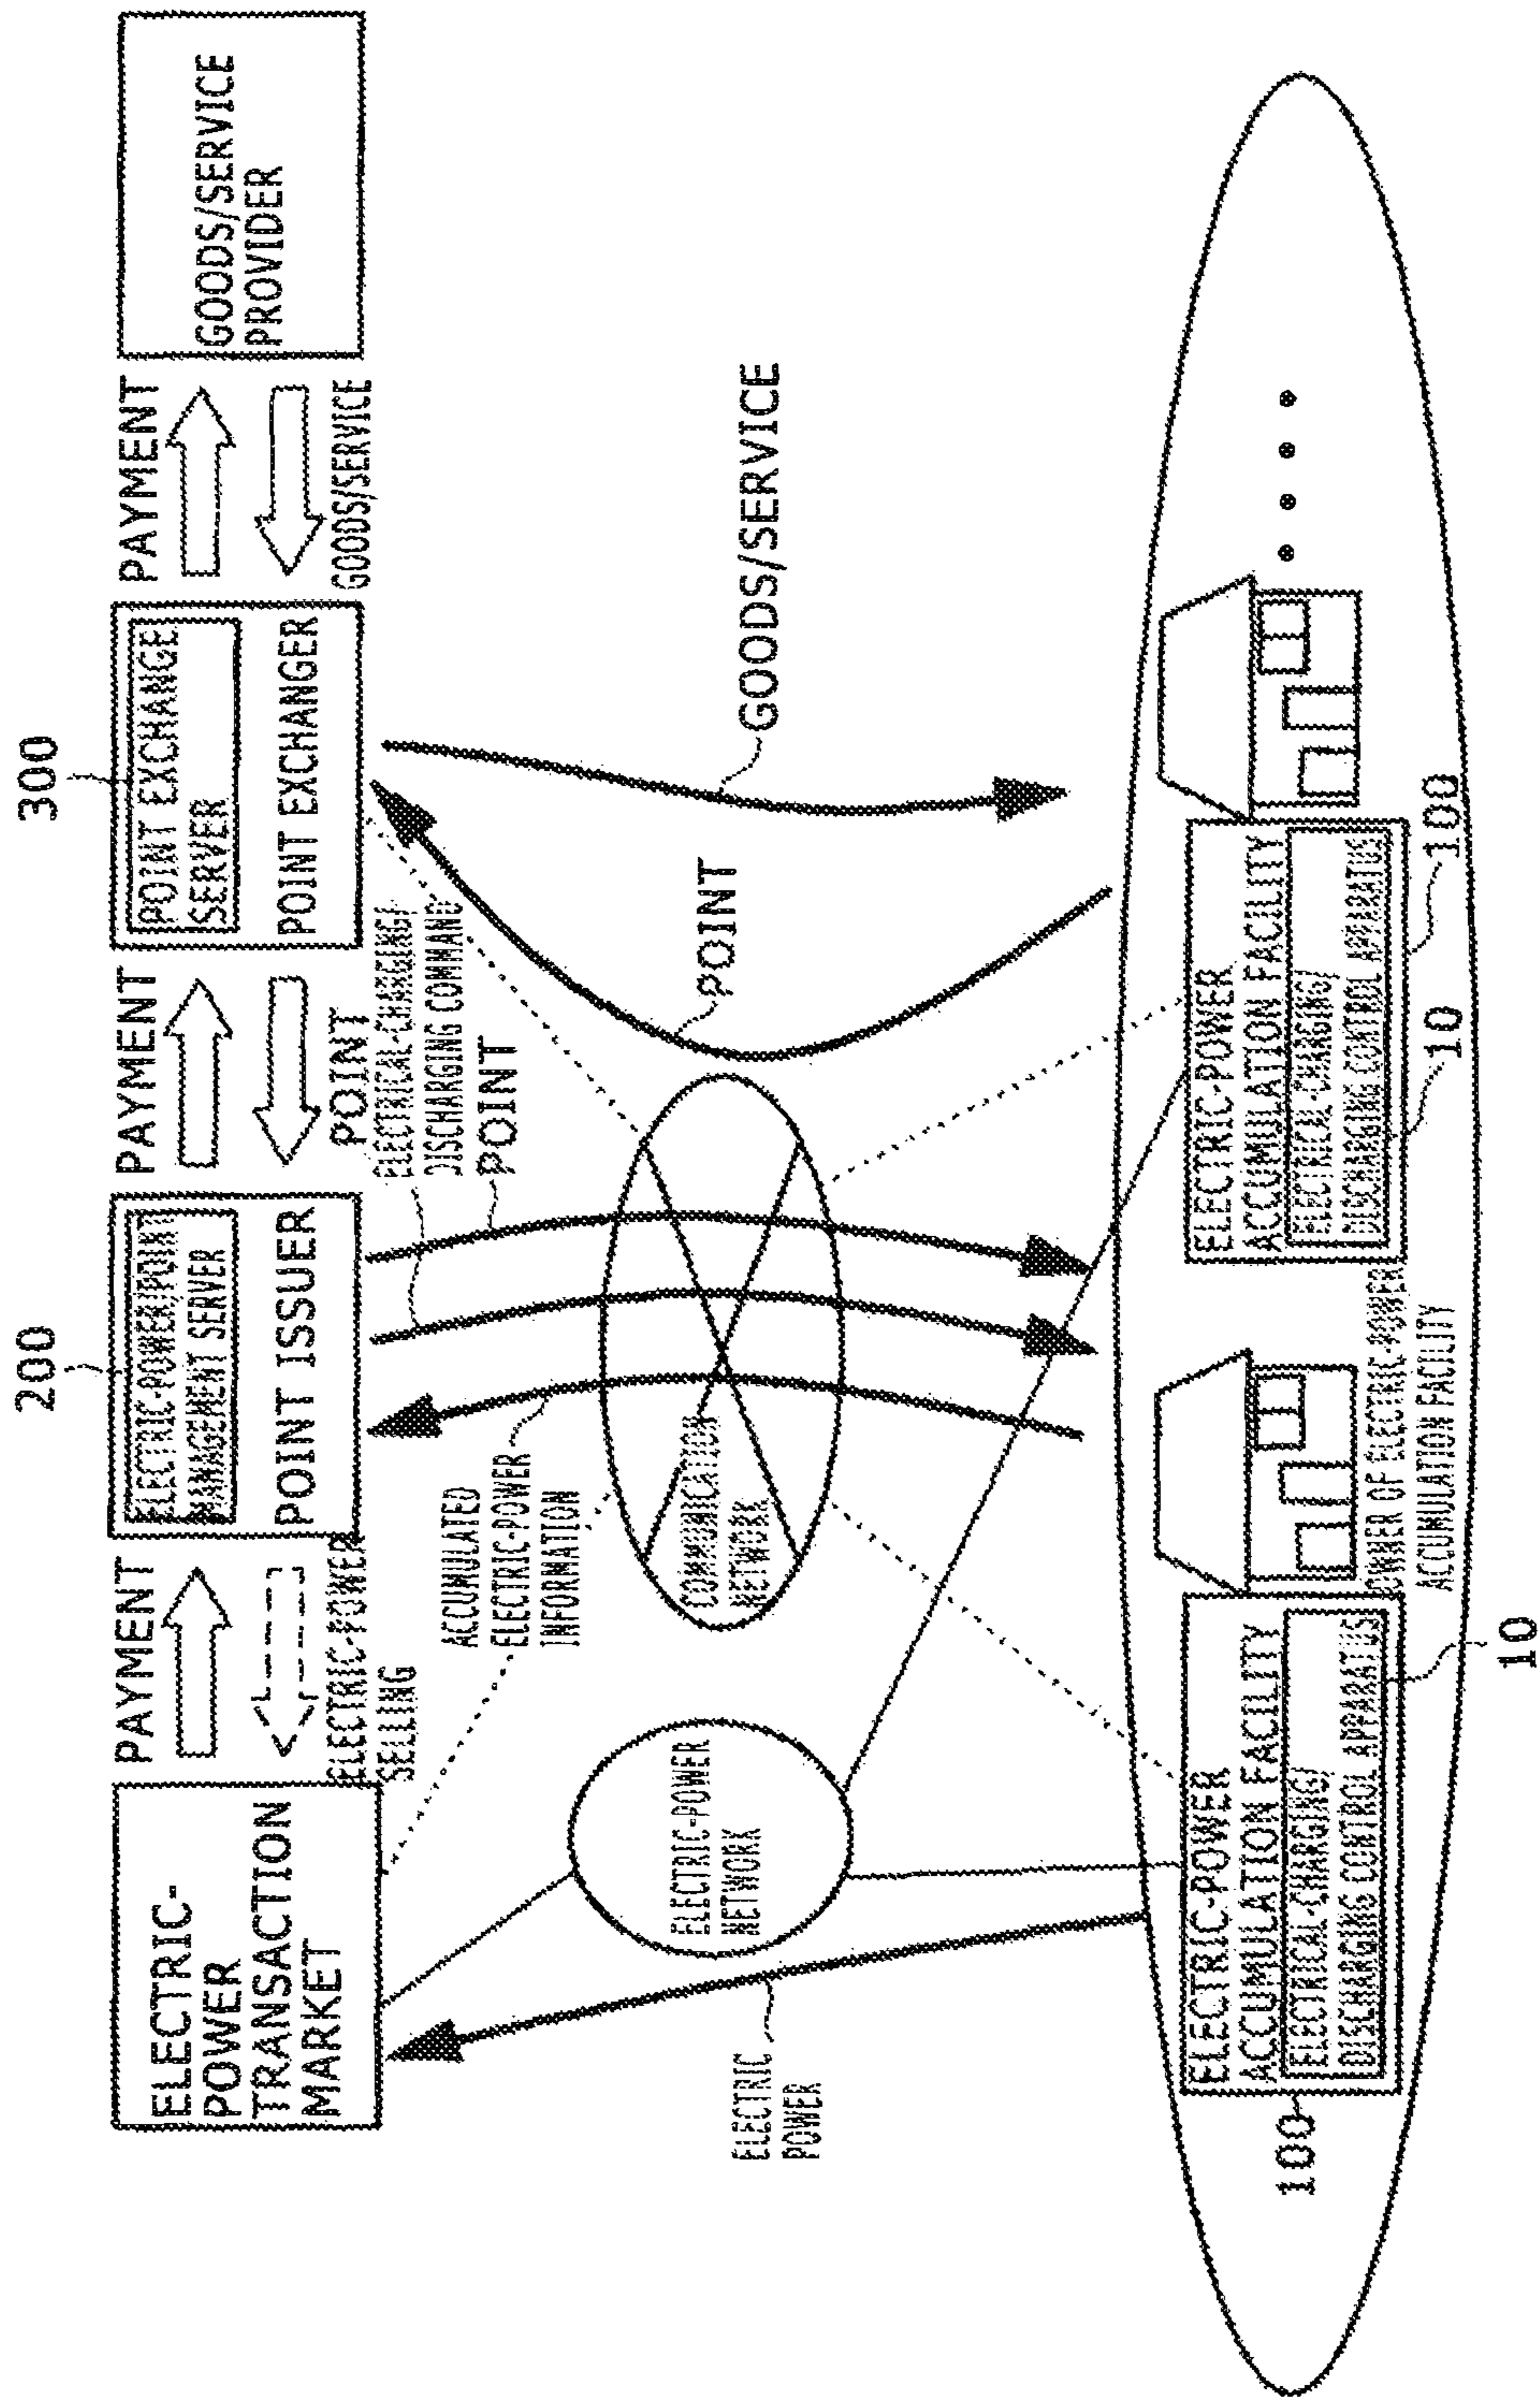 200
300
ELECTRIC-
POWER
TRANSACTION
MARKET
PAYMENT
ELECTRIC-POWER
SELLING
ELECTRIC-POWER/POINT
MANAGEMENT SERVER
POINT ISSUER
PAYMENT
POINT
POINT EXCHANGE
SERVER
POINT EXCHANGER
PAYMENT
GOODS/SERVICE
GOODS/SERVICE
PROVIDER
ELECTRICAL-CHARGING/
DISCHARGING COMMAND
POINT
ACCUMULATED
ELECTRIC-POWER
INFORMATION
ELECTRIC-POWER
NETWORK
COMMUNICATION
NETWORK
POINT
GOODS/SERVICE
ELECTRIC
POWER
ELECTRIC-POWER
ACCUMULATION FACILITY
ELECTRICAL-CHARGING/
DISCHARGING CONTROL APPARATUS
100
10
OWNER OF ELECTRIC-POWER
ACCUMULATION FACILITY
ELECTRIC-POWER
ACCUMULATION FACILITY
ELECTRICAL-CHARGING/
DISCHARGING CONTROL APPARATUS
10
100